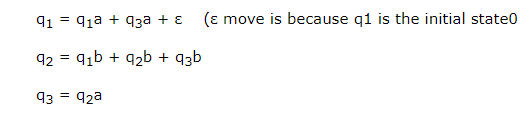 q₁ = q₁a + q₃a + ε (ε move is because q1 is the initial state0
q₂ = q₁b + q₂b + q₃b
q₃ = q₂a